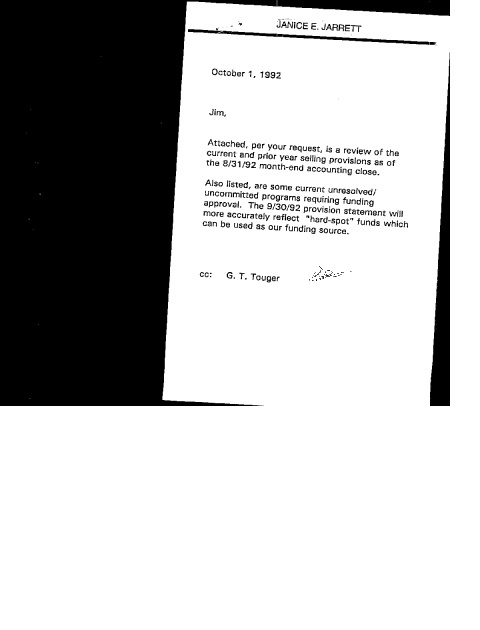 JANICE E. JARRETT
October 1, 1992
Jim,
Attached, per your request, is a review of the
current and prior year selling provisions as of
the 8/31/92 month-end accounting close.
Also listed, are some current unresolved/
uncommitted programs requiring funding
approval. The 9/30/92 provision statement will
more accurately reflect "hard-spot" funds which
can be used as our funding source.
cc: G. T. Touger